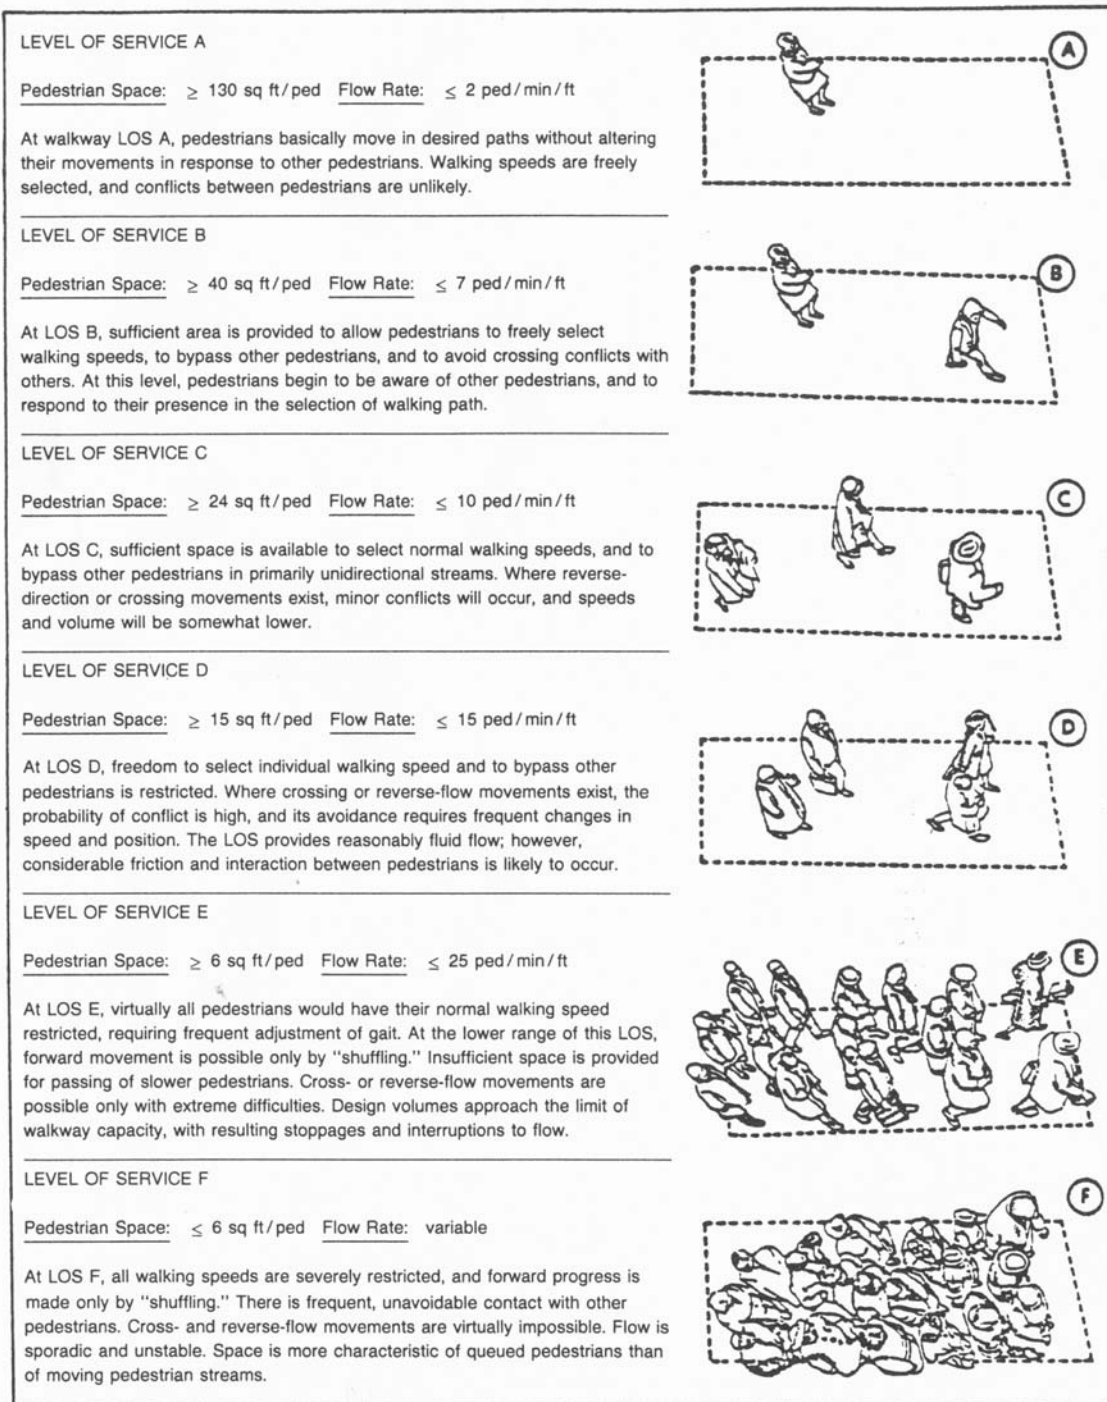 LEVEL OF SERVICE A
A
Pedestrian Space: ≥ 130 sq ft/ped Flow Rate: ≤ 2 ped/min/ft
At walkway LOS A, pedestrians basically move in desired paths without altering
their movements in response to other pedestrians. Walking speeds are freely
selected, and conflicts between pedestrians are unlikely.
LEVEL OF SERVICE B
B
Pedestrian Space: ≥ 40 sq ft/ped Flow Rate: ≤ 7 ped/min/ft
At LOS B, sufficient area is provided to allow pedestrians to freely select
walking speeds, to bypass other pedestrians, and to avoid crossing conflicts with
others. At this level, pedestrians begin to be aware of other pedestrians, and to
respond to their presence in the selection of walking path.
LEVEL OF SERVICE C
C
Pedestrian Space: ≥ 24 sq ft/ped Flow Rate: ≤ 10 ped/min/ft
At LOS C, sufficient space is available to select normal walking speeds, and to
bypass other pedestrians in primarily unidirectional streams. Where reverse-
direction or crossing movements exist, minor conflicts will occur, and speeds
and volume will be somewhat lower.
LEVEL OF SERVICE D
D
Pedestrian Space: ≥ 15 sq ft/ped Flow Rate: ≤ 15 ped/min/ft
At LOS D, freedom to select individual walking speed and to bypass other
pedestrians is restricted. Where crossing or reverse-flow movements exist, the
probability of conflict is high, and its avoidance requires frequent changes in
speed and position. The LOS provides reasonably fluid flow; however,
considerable friction and interaction between pedestrians is likely to occur.
LEVEL OF SERVICE E
E
Pedestrian Space: ≥ 6 sq ft/ped Flow Rate: ≤ 25 ped/min/ft
At LOS E, virtually all pedestrians would have their normal walking speed
restricted, requiring frequent adjustment of gait. At the lower range of this LOS,
forward movement is possible only by "shuffling." Insufficient space is provided
for passing of slower pedestrians. Cross- or reverse-flow movements are
possible only with extreme difficulties. Design volumes approach the limit of
walkway capacity, with resulting stoppages and interruptions to flow.
LEVEL OF SERVICE F
F
Pedestrian Space: ≤ 6 sq ft/ped Flow Rate: variable
At LOS F, all walking speeds are severely restricted, and forward progress is
made only by "shuffling." There is frequent, unavoidable contact with other
pedestrians. Cross- and reverse-flow movements are virtually impossible. Flow is
sporadic and unstable. Space is more characteristic of queued pedestrians than
of moving pedestrian streams.